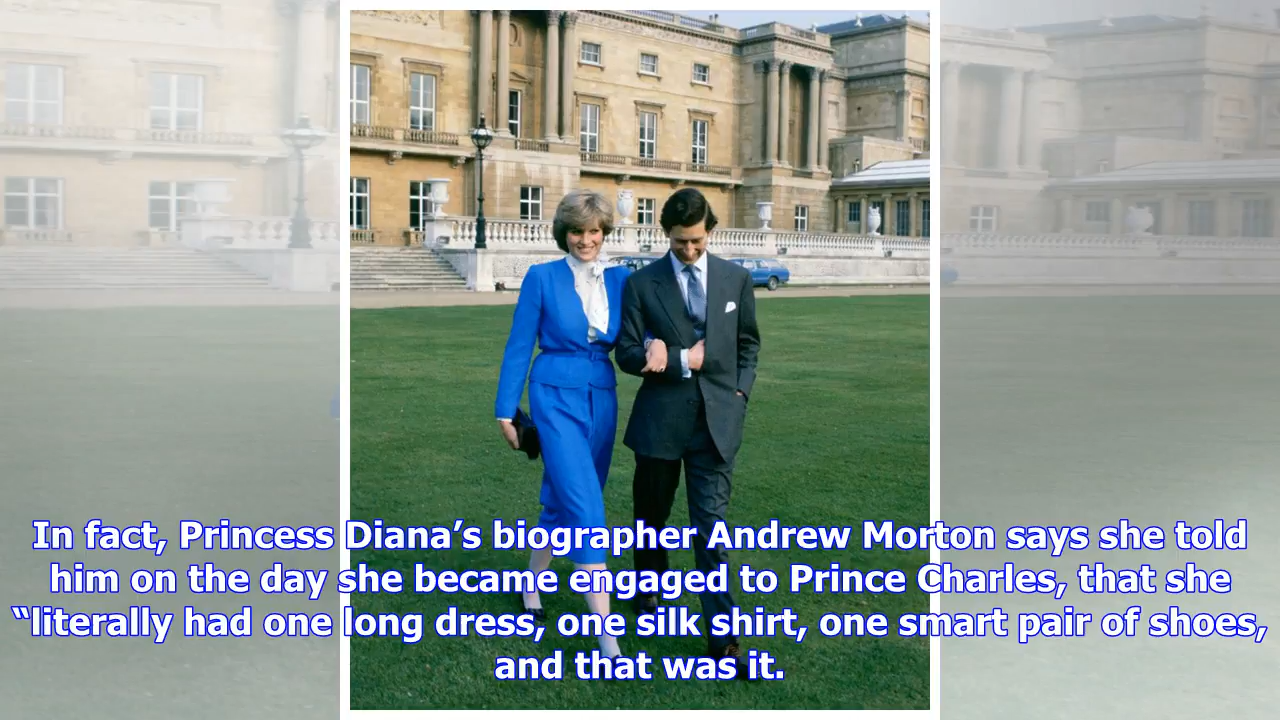 In fact, Princess Diana’s biographer Andrew Morton says she told
him on the day she became engaged to Prince Charles, that she
“literally had one long dress, one silk shirt, one smart pair of shoes,
and that was it.